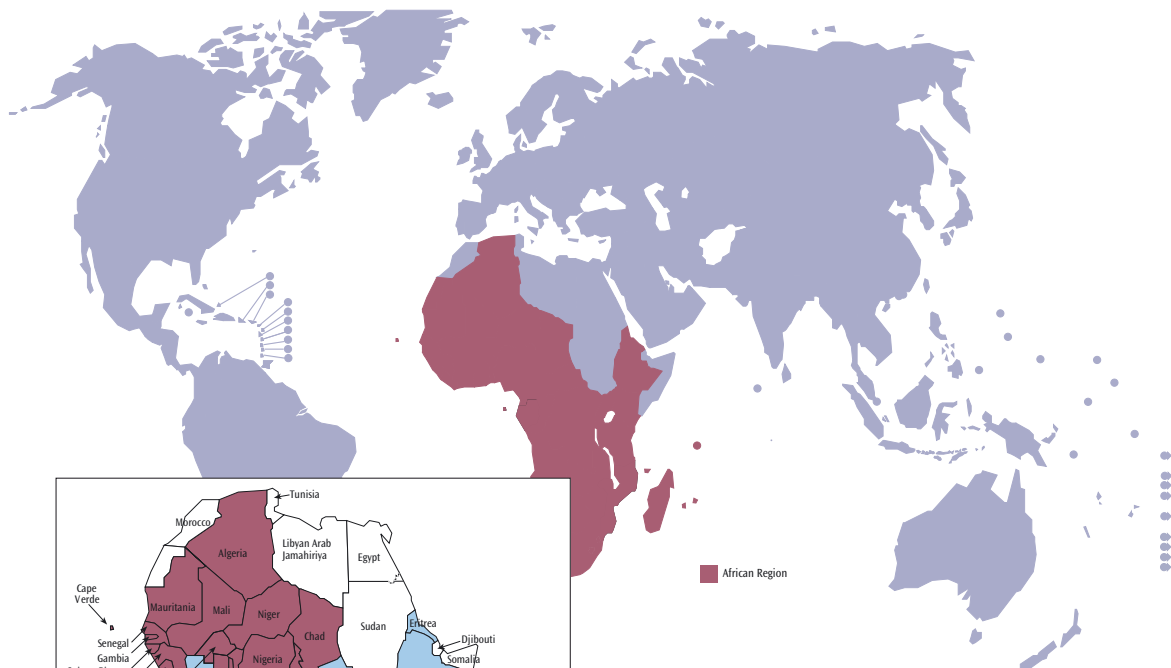 Tunisia
Morocco
Libyan Arab
Jamahiriya
Algeria
Egypt
Cape
Verde
Mauritania
Mali
Niger
Chad
Sudan
Eritrea
Senegal
Gambia
Nigeria
Djibouti
Somalia
African Region